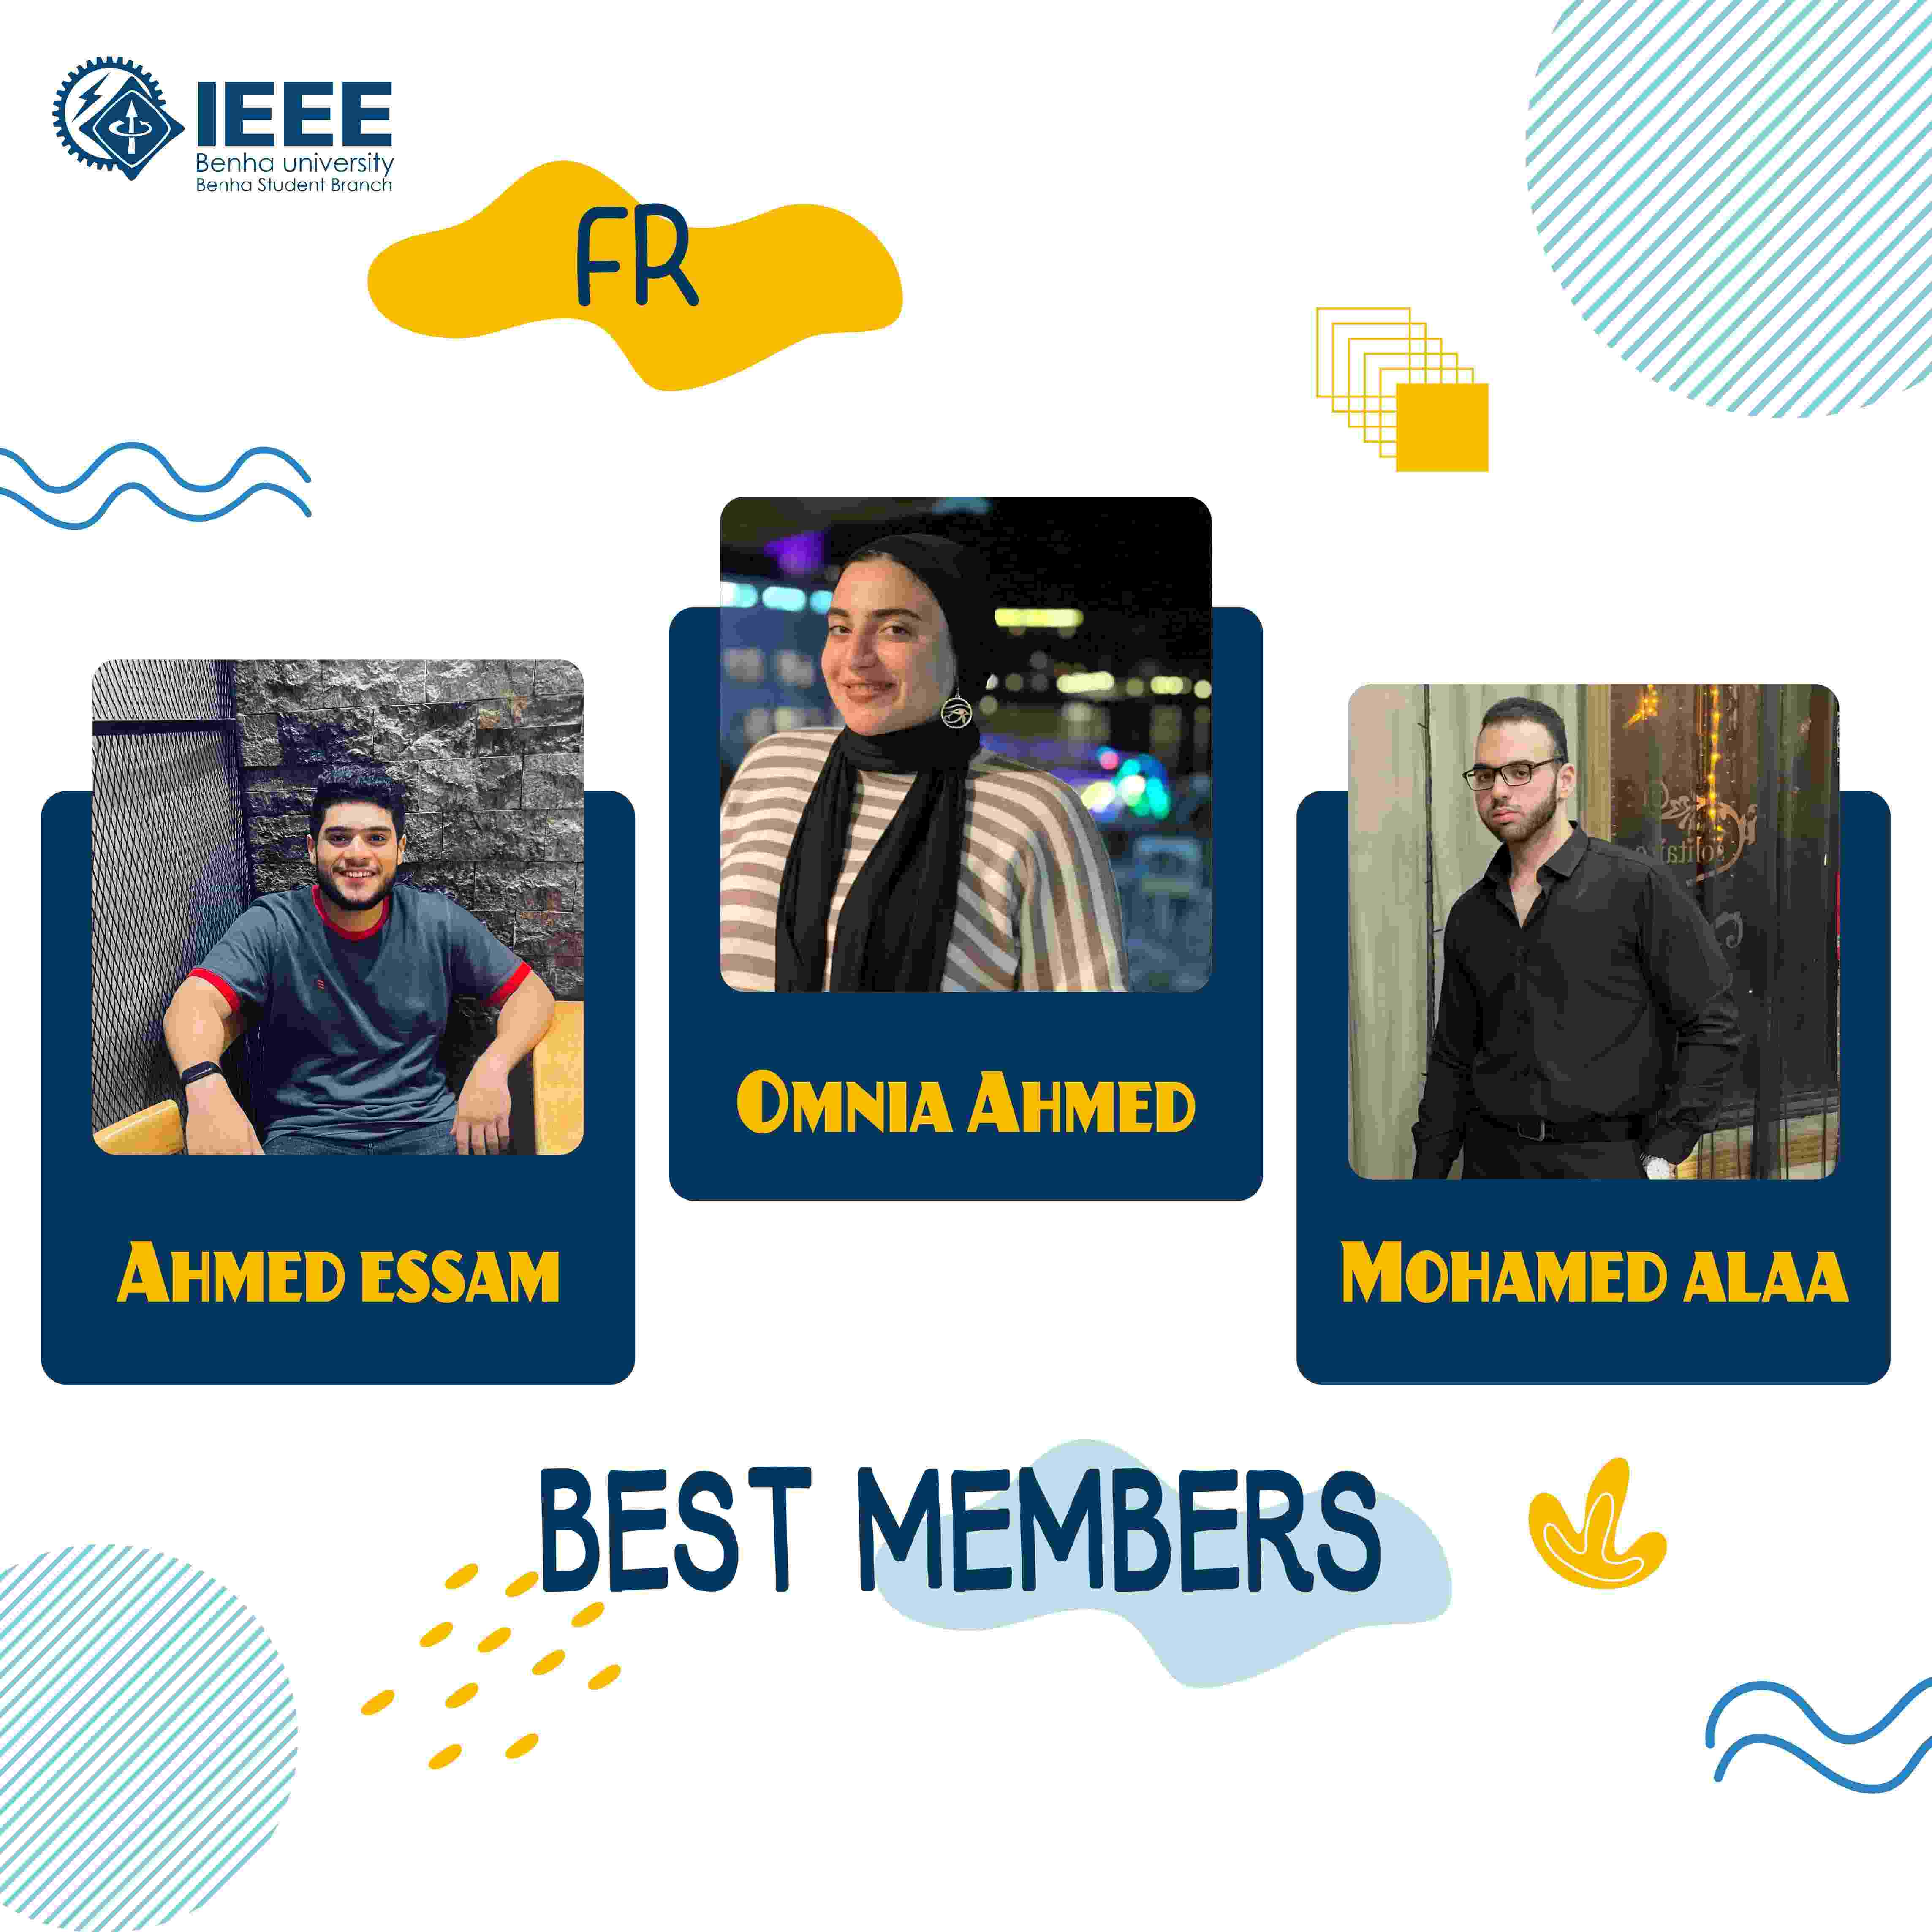 IEEE
Benha university
Benha Student Branch
FR
OMNIA AHMED
AHMED ESSAM
MOHAMED ALAA
BEST MEMBERS